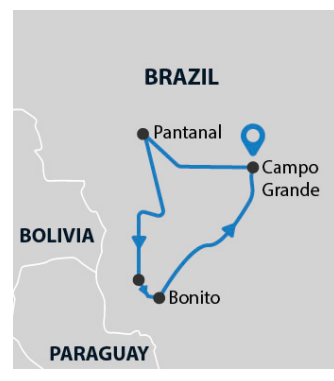 BRAZIL
Pantanal
Campo
Grande
BOLIVIA
Bonito
PARAGUAY